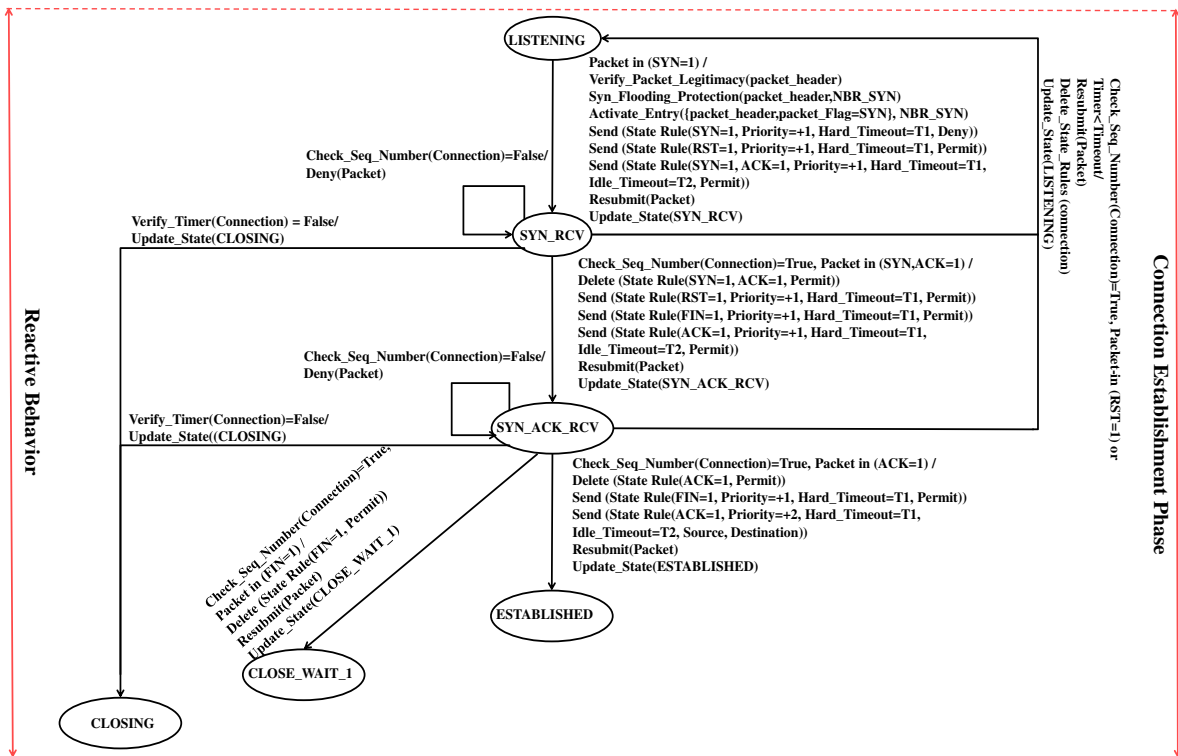 LISTENING
Packet in (SYN=1) /
Verify_Packet_Legitimacy(packet_header)
Syn_Flooding_Protection(packet_header,NBR_SYN)
Activate_Entry({packet_header,packet_Flag=SYN}, NBR_SYN)
Send (State Rule(SYN=1, Priority=+1, Hard_Timeout=T1, Deny))
Send (State Rule(RST=1, Priority=+1, Hard_Timeout=T1, Permit))
Send (State Rule(SYN=1, ACK=1, Priority=+1, Hard_Timeout=T1,
Idle_Timeout=T2, Permit))
Resubmit(Packet)
Update_State(SYN_RCV)
Check_Seq_Number(Connection)=False/
Deny(Packet)
Verify_Timer(Connection) = False/
Update_State(CLOSING)
SYN_RCV
Check_Seq_Number(Connection)=True, Packet-in (RST=1) or
Timer<Timeout/
Resubmit(Packet)
Delete_State_Rules (connection)
Update_State(LISTENING)
Check_Seq_Number(Connection)=True, Packet in (SYN,ACK=1) /
Delete (State Rule(SYN=1, ACK=1, Permit))
Send (State Rule(RST=1, Priority=+1, Hard_Timeout=T1, Permit))
Send (State Rule(FIN=1, Priority=+1, Hard_Timeout=T1, Permit))
Send (State Rule(ACK=1, Priority=+1, Hard_Timeout=T1,
Idle_Timeout=T2, Permit))
Resubmit(Packet)
Update_State(SYN_ACK_RCV)
Check_Seq_Number(Connection)=False/
Deny(Packet)
Verify_Timer(Connection)=False/
Update_State((CLOSING)
SYN_ACK_RCV
Check_Seq_Number(Connection)=True,
Packet in (FIN=1) /
Delete (State Rule(FIN=1, Permit))
Resubmit(Packet)
Update_State(CLOSE_WAIT_1)
Check_Seq_Number(Connection)=True, Packet in (ACK=1) /
Delete (State Rule(ACK=1, Permit))
Send (State Rule(FIN=1, Priority=+1, Hard_Timeout=T1, Permit))
Send (State Rule(ACK=1, Priority=+2, Hard_Timeout=T1,
Idle_Timeout=T2, Source, Destination))
Resubmit(Packet)
Update_State(ESTABLISHED)
ESTABLISHED
CLOSE_WAIT_1
CLOSING
Reactive Behavior
Connection Establishment Phase